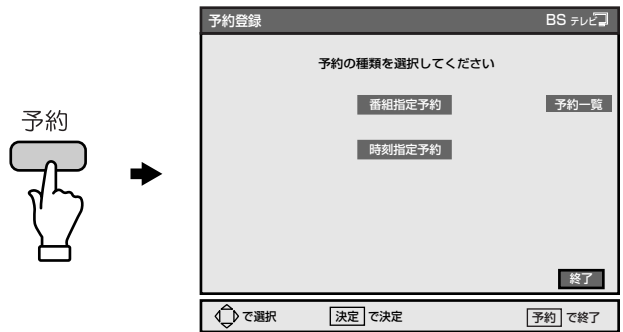 予約
予約登録 BS テレビ
予約の種類を選択してください
番組指定予約 予約一覧
時刻指定予約
終了
で選択 決定 で決定 予約 で終了